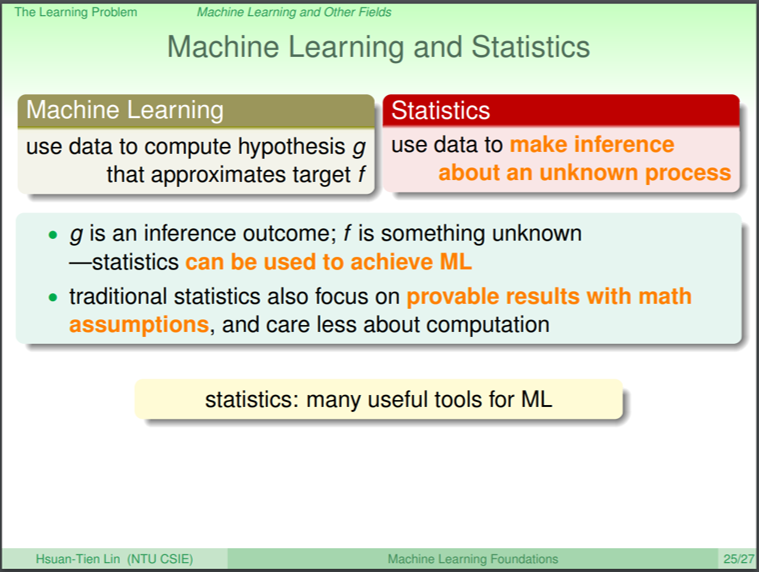 The Learning Problem Machine Learning and Other Fields
Machine Learning and Statistics
Machine Learning
use data to compute hypothesis g
that approximates target f
Statistics
use data to make inference
about an unknown process
• g is an inference outcome; f is something unknown
—statistics can be used to achieve ML
• traditional statistics also focus on provable results with math
assumptions, and care less about computation
statistics: many useful tools for ML
Hsuan-Tien Lin (NTU CSIE) Machine Learning Foundations 25/27